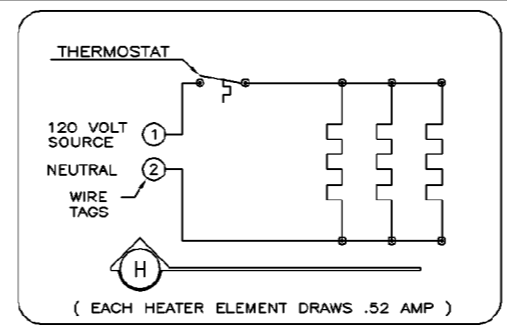 THERMOSTAT
120 VOLT
SOURCE
1
NEUTRAL
2
WIRE
TAGS
H
( EACH HEATER ELEMENT DRAWS .52 AMP )